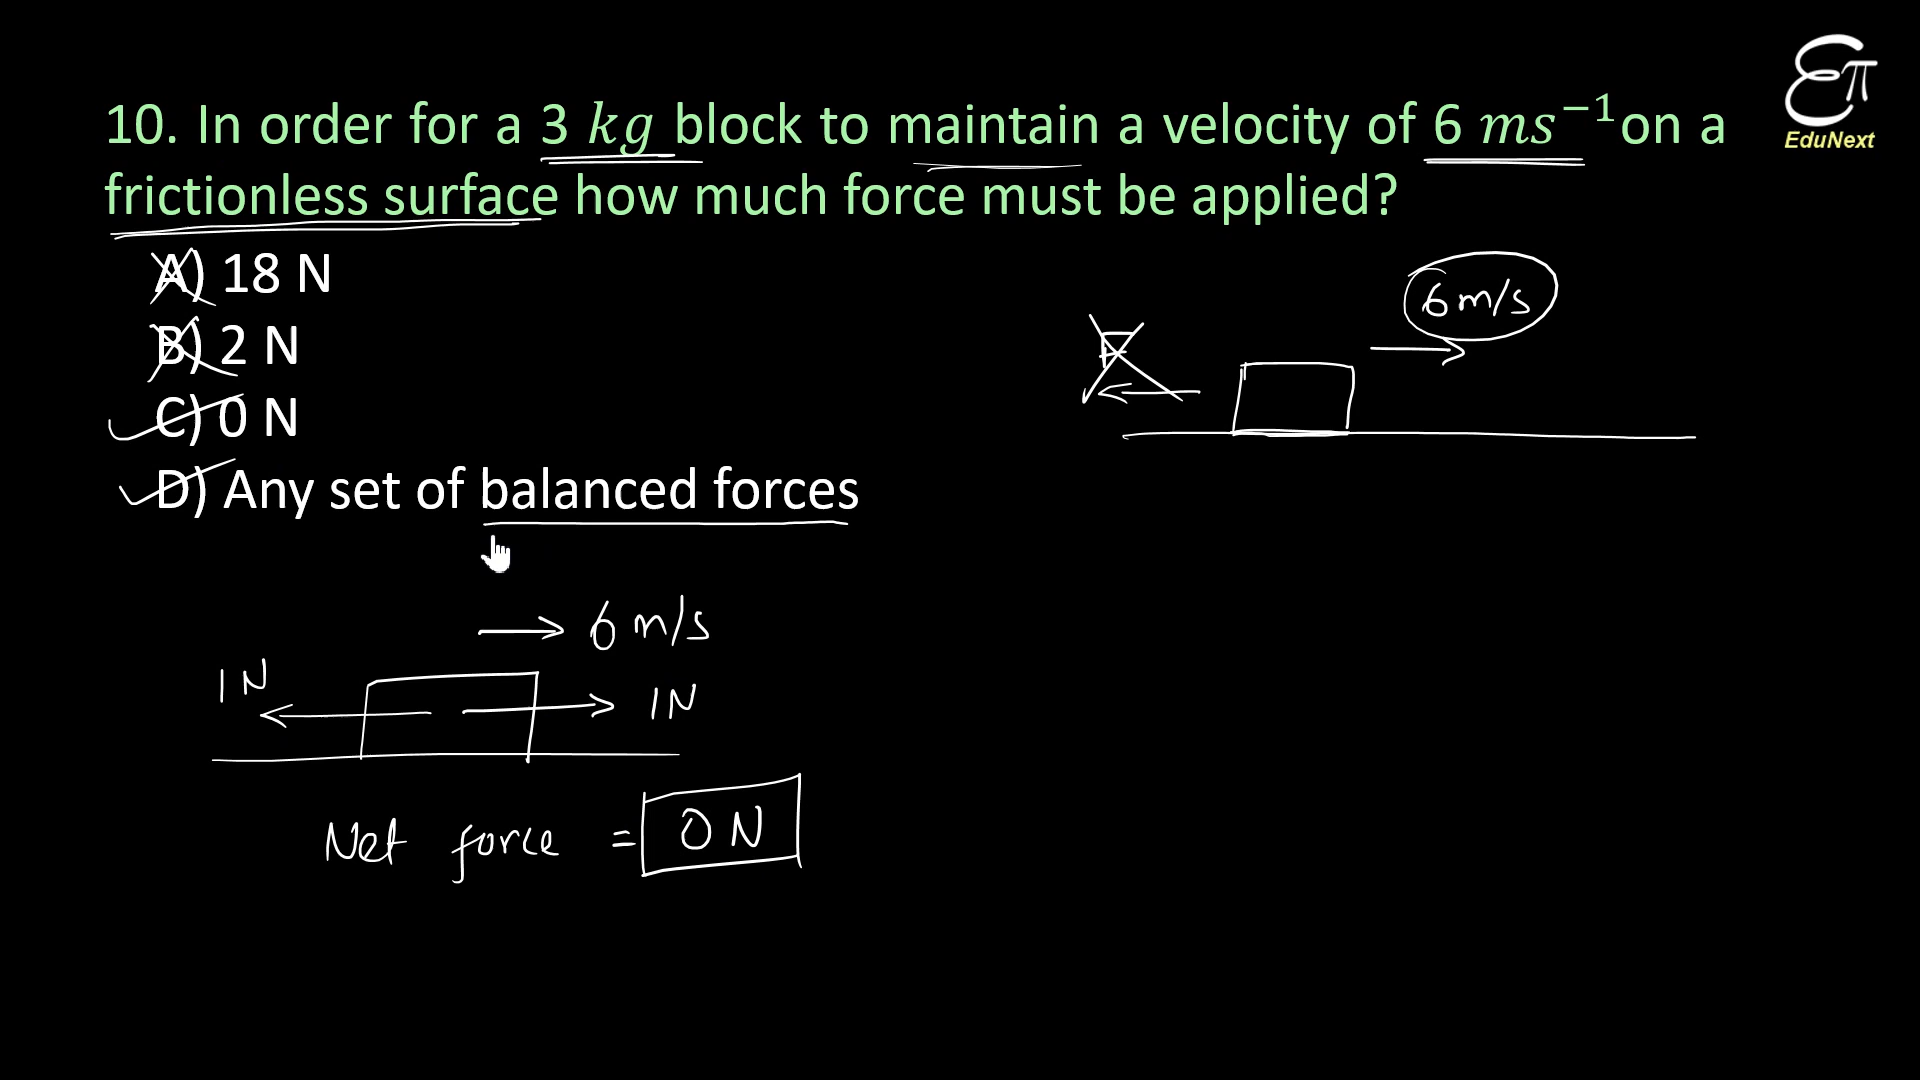 10. In order for a 3 kg block to maintain a velocity of 6 ms⁻¹ on a
frictionless surface how much force must be applied?
A) 18 N
B) 2 N
C) 0 N
D) Any set of balanced forces
επ
EduNext
6 m/s
F
6 m/s
1N
1N
Net force = 0 N